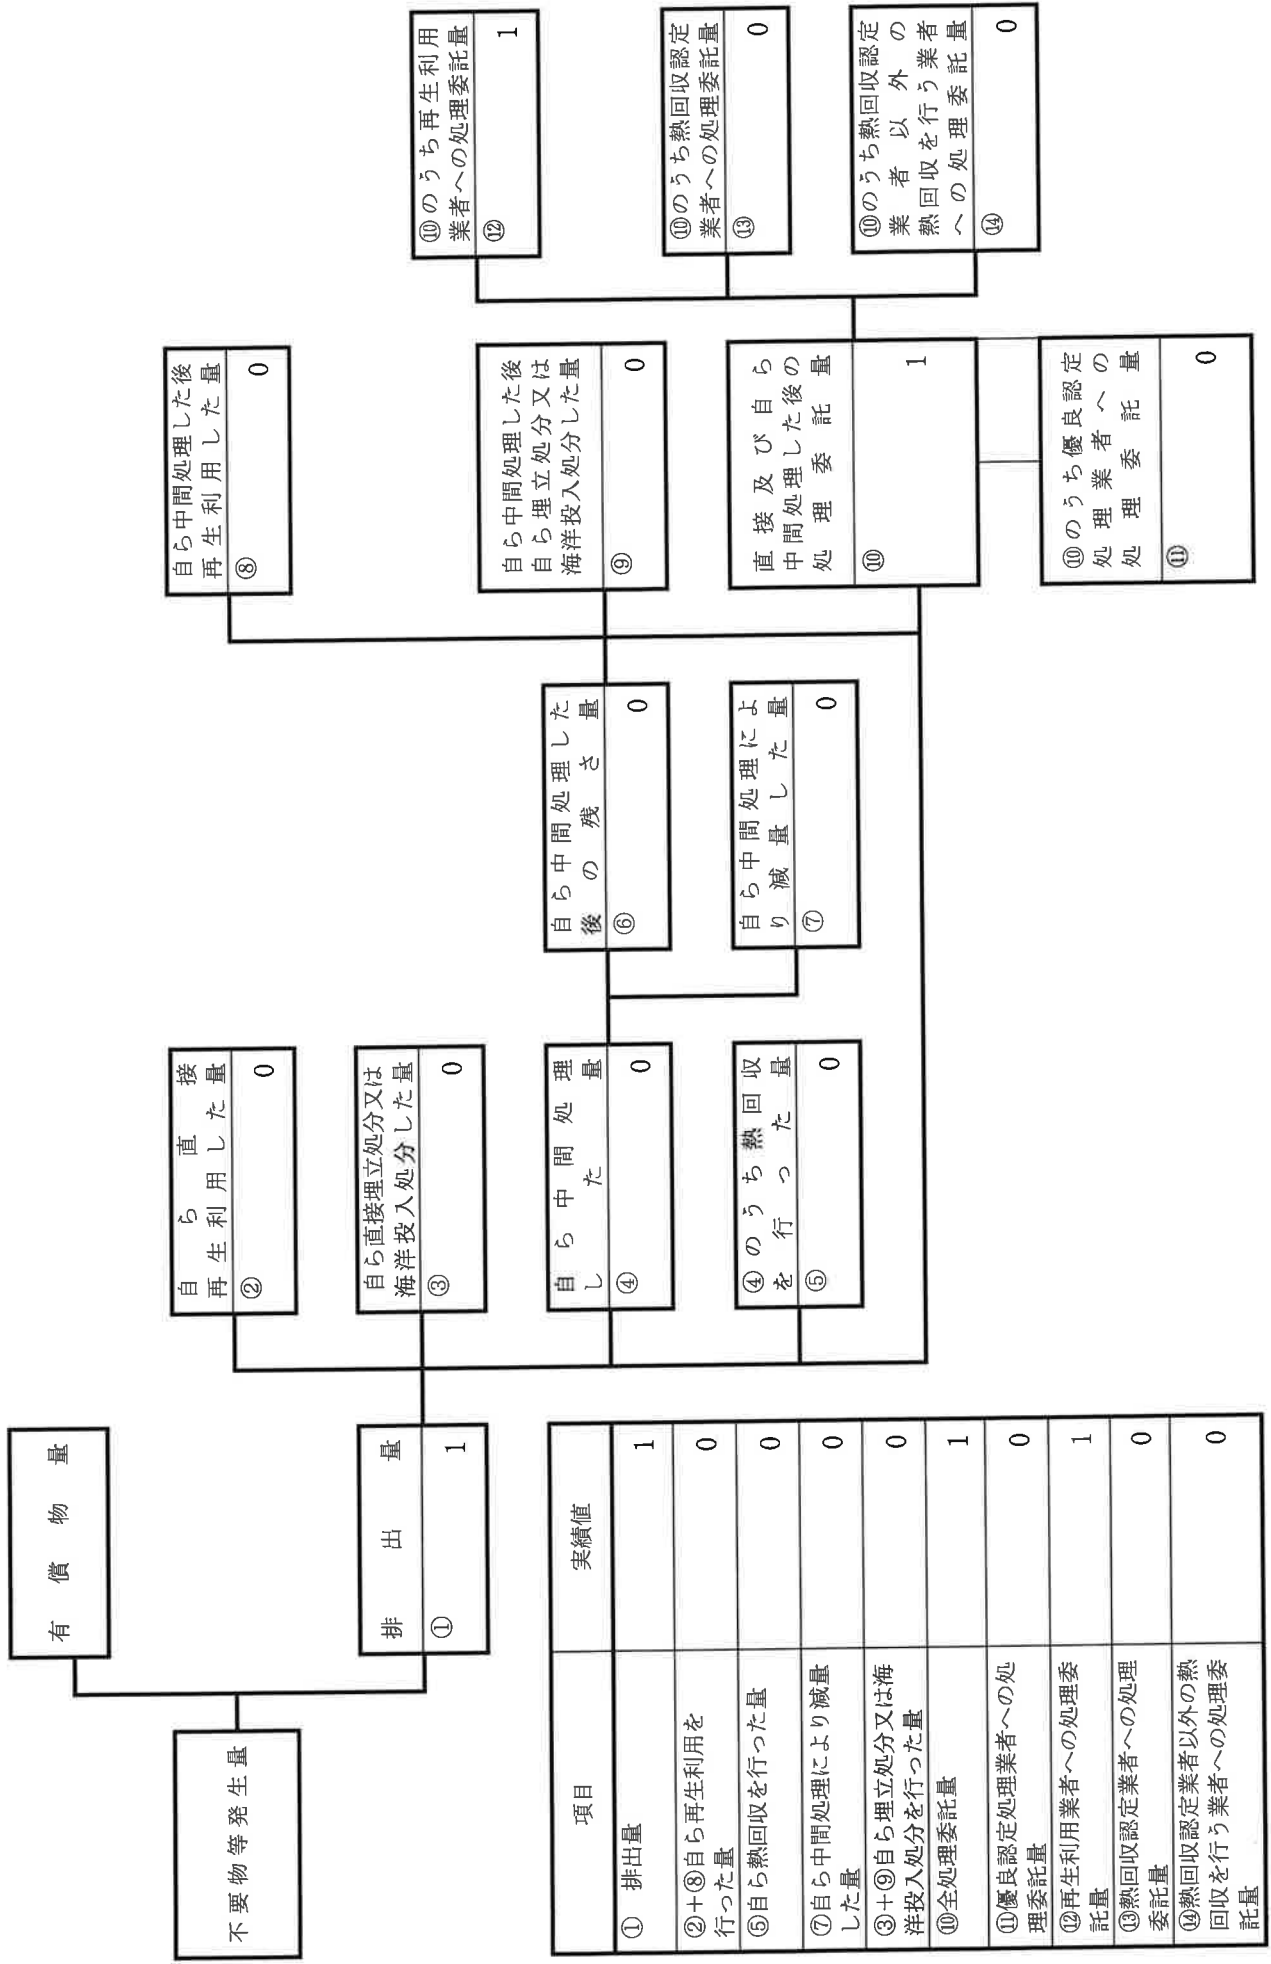 不要物等発生量
有償物量
排出量
① 1
自ら直接
再生利用した量
② 0
自ら直接埋立処分又は
海洋投入処分した量
③ 0
自ら中間処理
した量
④ 0
④のうち熱回収
を行った量
⑤ 0
自ら中間処理した
後の残さ量
⑥ 0
自ら中間処理によ
り減量した量
⑦ 0
自ら中間処理した後
再生利用した量
⑧ 0
自ら中間処理した後
自ら埋立処分又は
海洋投入処分した量
⑨ 0
直接及び自ら
中間処理した後の
処理委託量
⑩ 1
⑩のうち優良認定
処理業者への
処理委託量
⑪ 0
⑩のうち再生利用
業者への処理委託量
⑫ 1
⑩のうち熱回収認定
業者への処理委託量
⑬ 0
⑩のうち熱回収認定
業者以外の
熱回収を行う業者
への処理委託量
⑭ 0
項目 実績値
① 排出量 1
②+⑧自ら再生利用を
行った量 0
⑤自ら熱回収を行った量 0
⑦自ら中間処理により減量
した量 0
③+⑨自ら埋立処分又は海
洋投入処分を行った量 0
⑩全処理委託量 1
⑪優良認定処理業者への処
理委託量 0
⑫再生利用業者への処理委
託量 1
⑬熱回収認定業者への処理
委託量 0
⑭熱回収認定業者以外の熱
回収を行う業者への処理委
託量 0